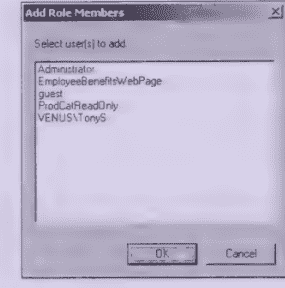 Add Role Members
Select user(s) to add
Administrator
EmployeeBenefitsWebPage
guest
ProdCatReadOnly
VENUS\TonyS
OK
Cancel